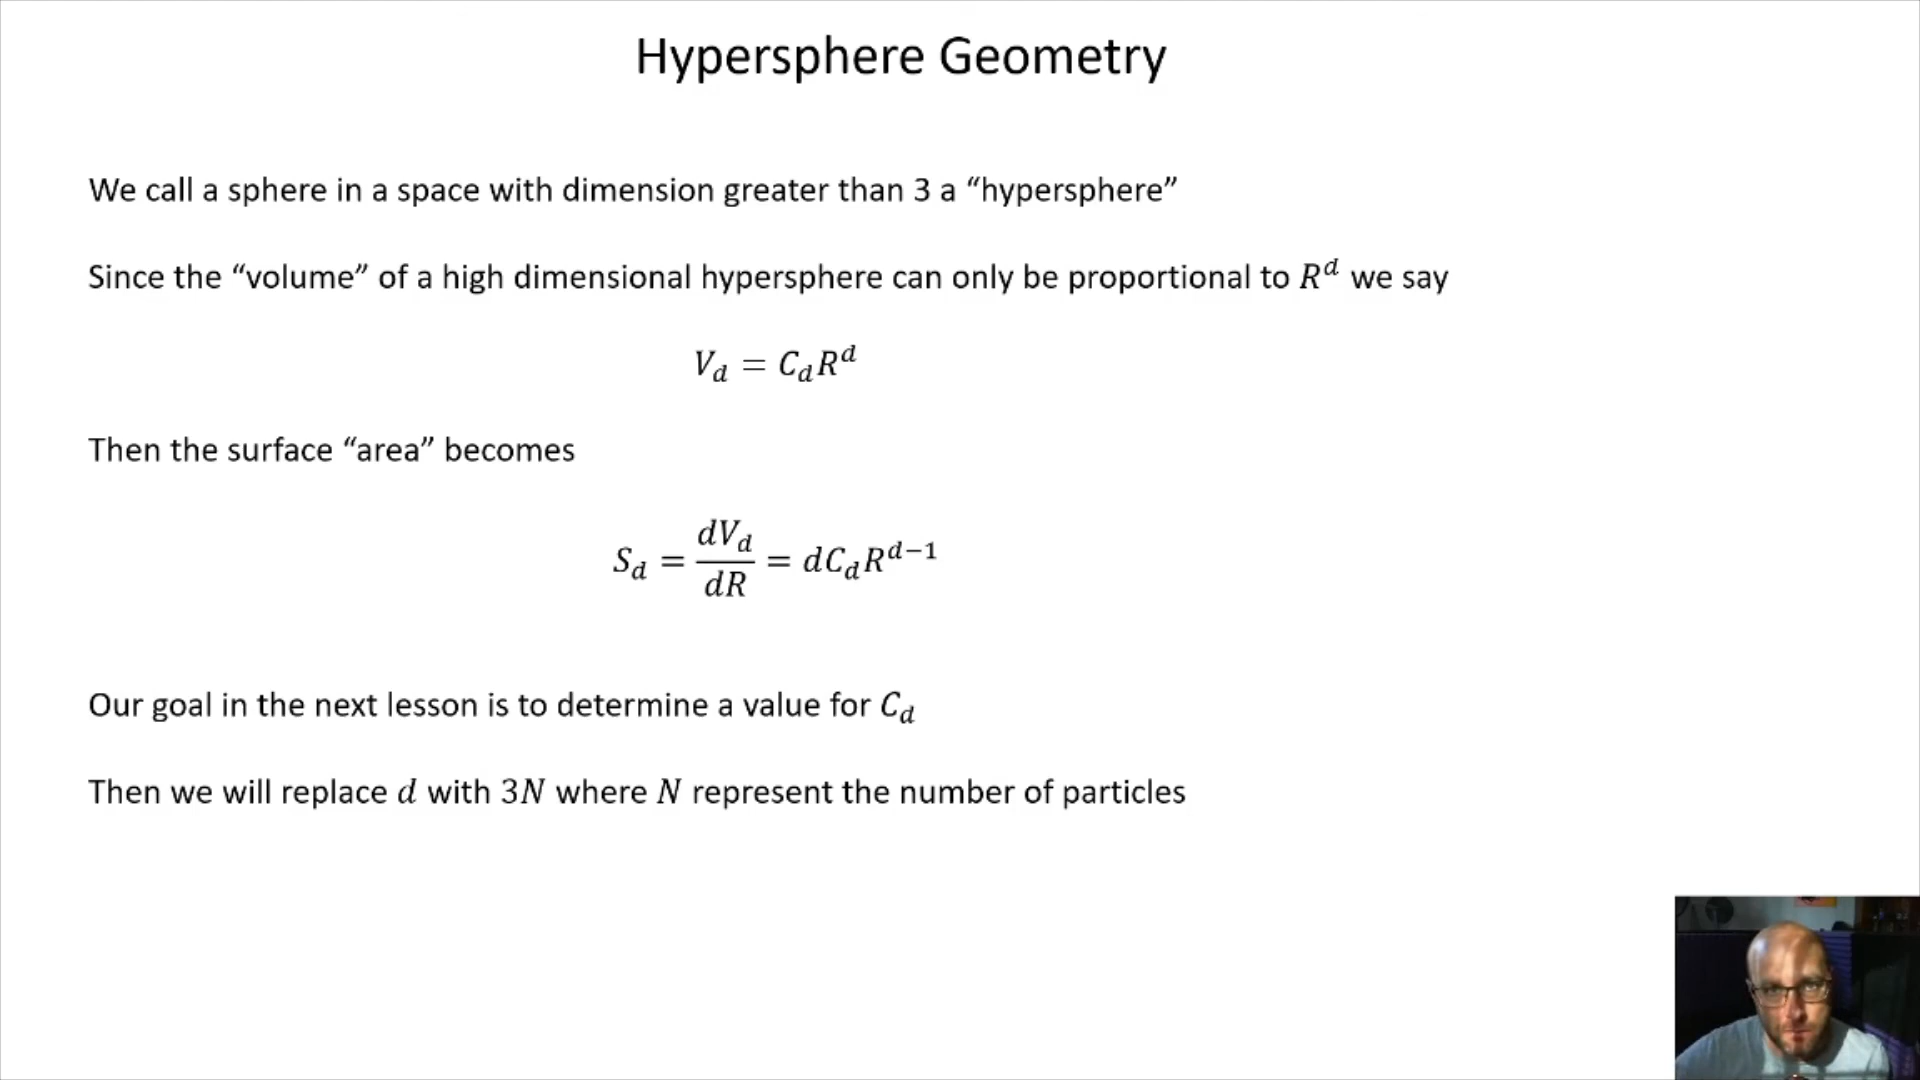 Hypersphere Geometry
We call a sphere in a space with dimension greater than 3 a “hypersphere”
Since the “volume” of a high dimensional hypersphere can only be proportional to $R^d$ we say
$V_d = C_d R^d$
Then the surface “area” becomes
$S_d = \frac{dV_d}{dR} = dC_d R^{d-1}$
Our goal in the next lesson is to determine a value for $C_d$
Then we will replace $d$ with $3N$ where $N$ represent the number of particles